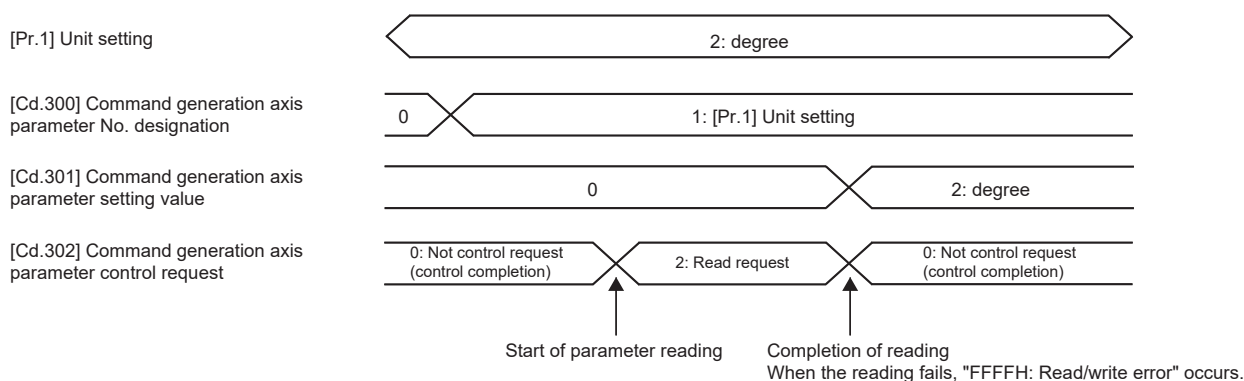 [Pr.1] Unit setting
2: degree
[Cd.300] Command generation axis
parameter No. designation
0
1: [Pr.1] Unit setting
[Cd.301] Command generation axis
parameter setting value
0
2: degree
[Cd.302] Command generation axis
parameter control request
0: Not control request
(control completion)
2: Read request
0: Not control request
(control completion)
Start of parameter reading
Completion of reading
When the reading fails, "FFFFH: Read/write error" occurs.